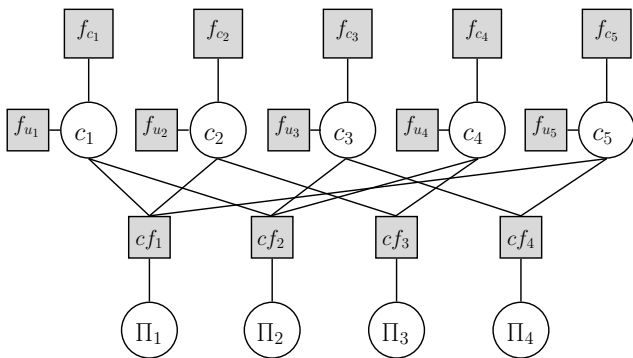 f_{c_1} f_{c_2} f_{c_3} f_{c_4} f_{c_5}
f_{u_1} c_1 f_{u_2} c_2 f_{u_3} c_3 f_{u_4} c_4 f_{u_5} c_5
cf_1 cf_2 cf_3 cf_4
Π_1 Π_2 Π_3 Π_4